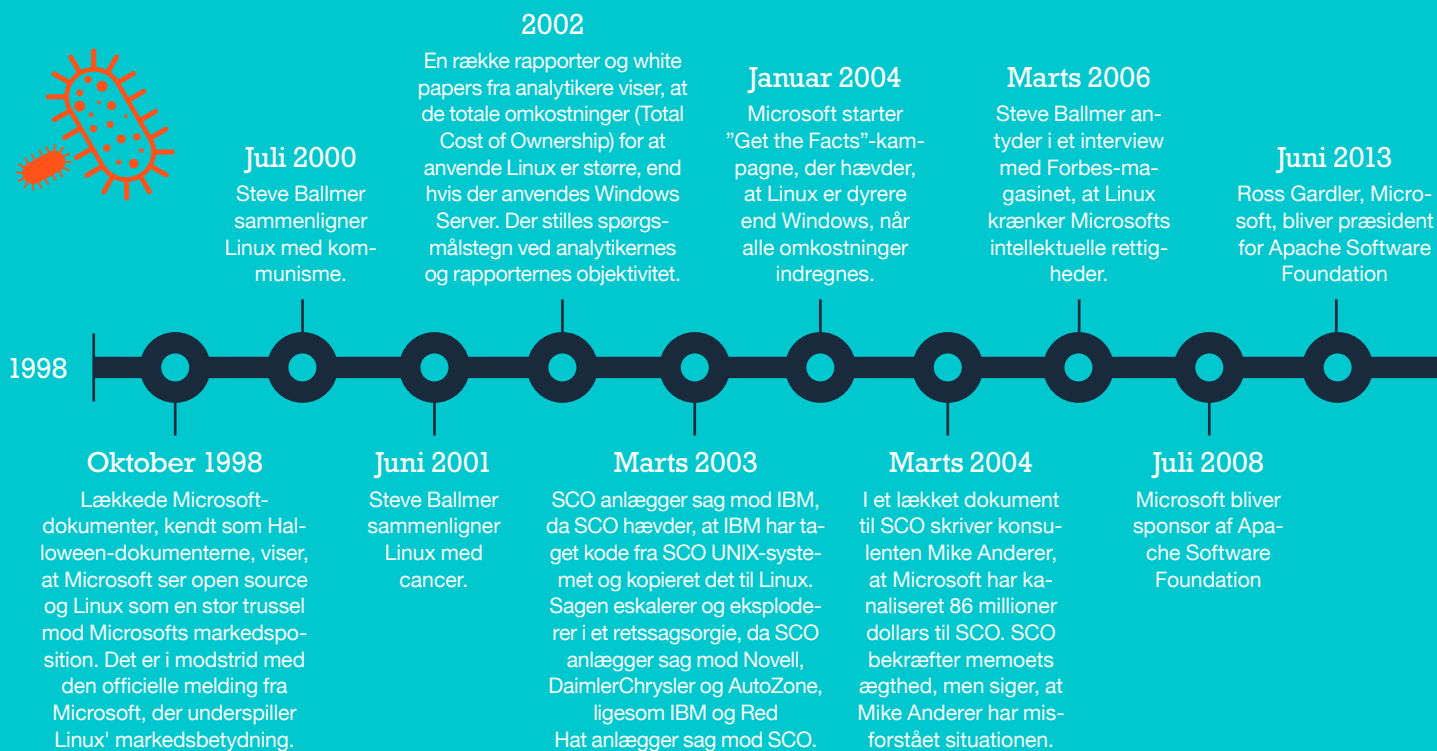 1998
Oktober 1998
Lækkede Microsoft-
dokumenter, kendt som Hal-
loween-dokumenterne, viser,
at Microsoft ser open source
og Linux som en stor trussel
mod Microsofts markedspo-
sition. Det er i modstrid med
den officielle melding fra
Microsoft, der underspiller
Linux' markedsbetydning.
Juli 2000
Steve Ballmer
sammenligner
Linux med kom-
munisme.
Juni 2001
Steve Ballmer
sammenligner
Linux med
cancer.
2002
En række rapporter og white
papers fra analytikere viser, at
de totale omkostninger (Total
Cost of Ownership) for at
anvende Linux er større, end
hvis der anvendes Windows
Server. Der stilles spørgs-
målstegn ved analytikernes
og rapporternes objektivitet.
Marts 2003
SCO anlægger sag mod IBM,
da SCO hævder, at IBM har ta-
get kode fra SCO UNIX-syste-
met og kopieret det til Linux.
Sagen eskalerer og eksplode-
rer i et retssagsorgie, da SCO
anlægger sag mod Novell,
DaimlerChrysler og AutoZone,
ligesom IBM og Red
Hat anlægger sag mod SCO.
Januar 2004
Microsoft starter
”Get the Facts”-kam-
pagne, der hævder,
at Linux er dyrere
end Windows, når
alle omkostninger
indregnes.
Marts 2004
I et lækket dokument
til SCO skriver konsu-
lenten Mike Anderer,
at Microsoft har ka-
naliseret 86 millioner
dollars til SCO. SCO
bekræfter memoets
ægthed, men siger, at
Mike Anderer har mis-
forstået situationen.
Marts 2006
Steve Ballmer an-
tyder i et interview
med Forbes-ma-
gasinet, at Linux
krænker Microsofts
intellektuelle rettig-
heder.
Juli 2008
Microsoft bliver
sponsor af Apa-
che Software
Foundation
Juni 2013
Ross Gardler, Micro-
soft, bliver præsident
for Apache Software
Foundation